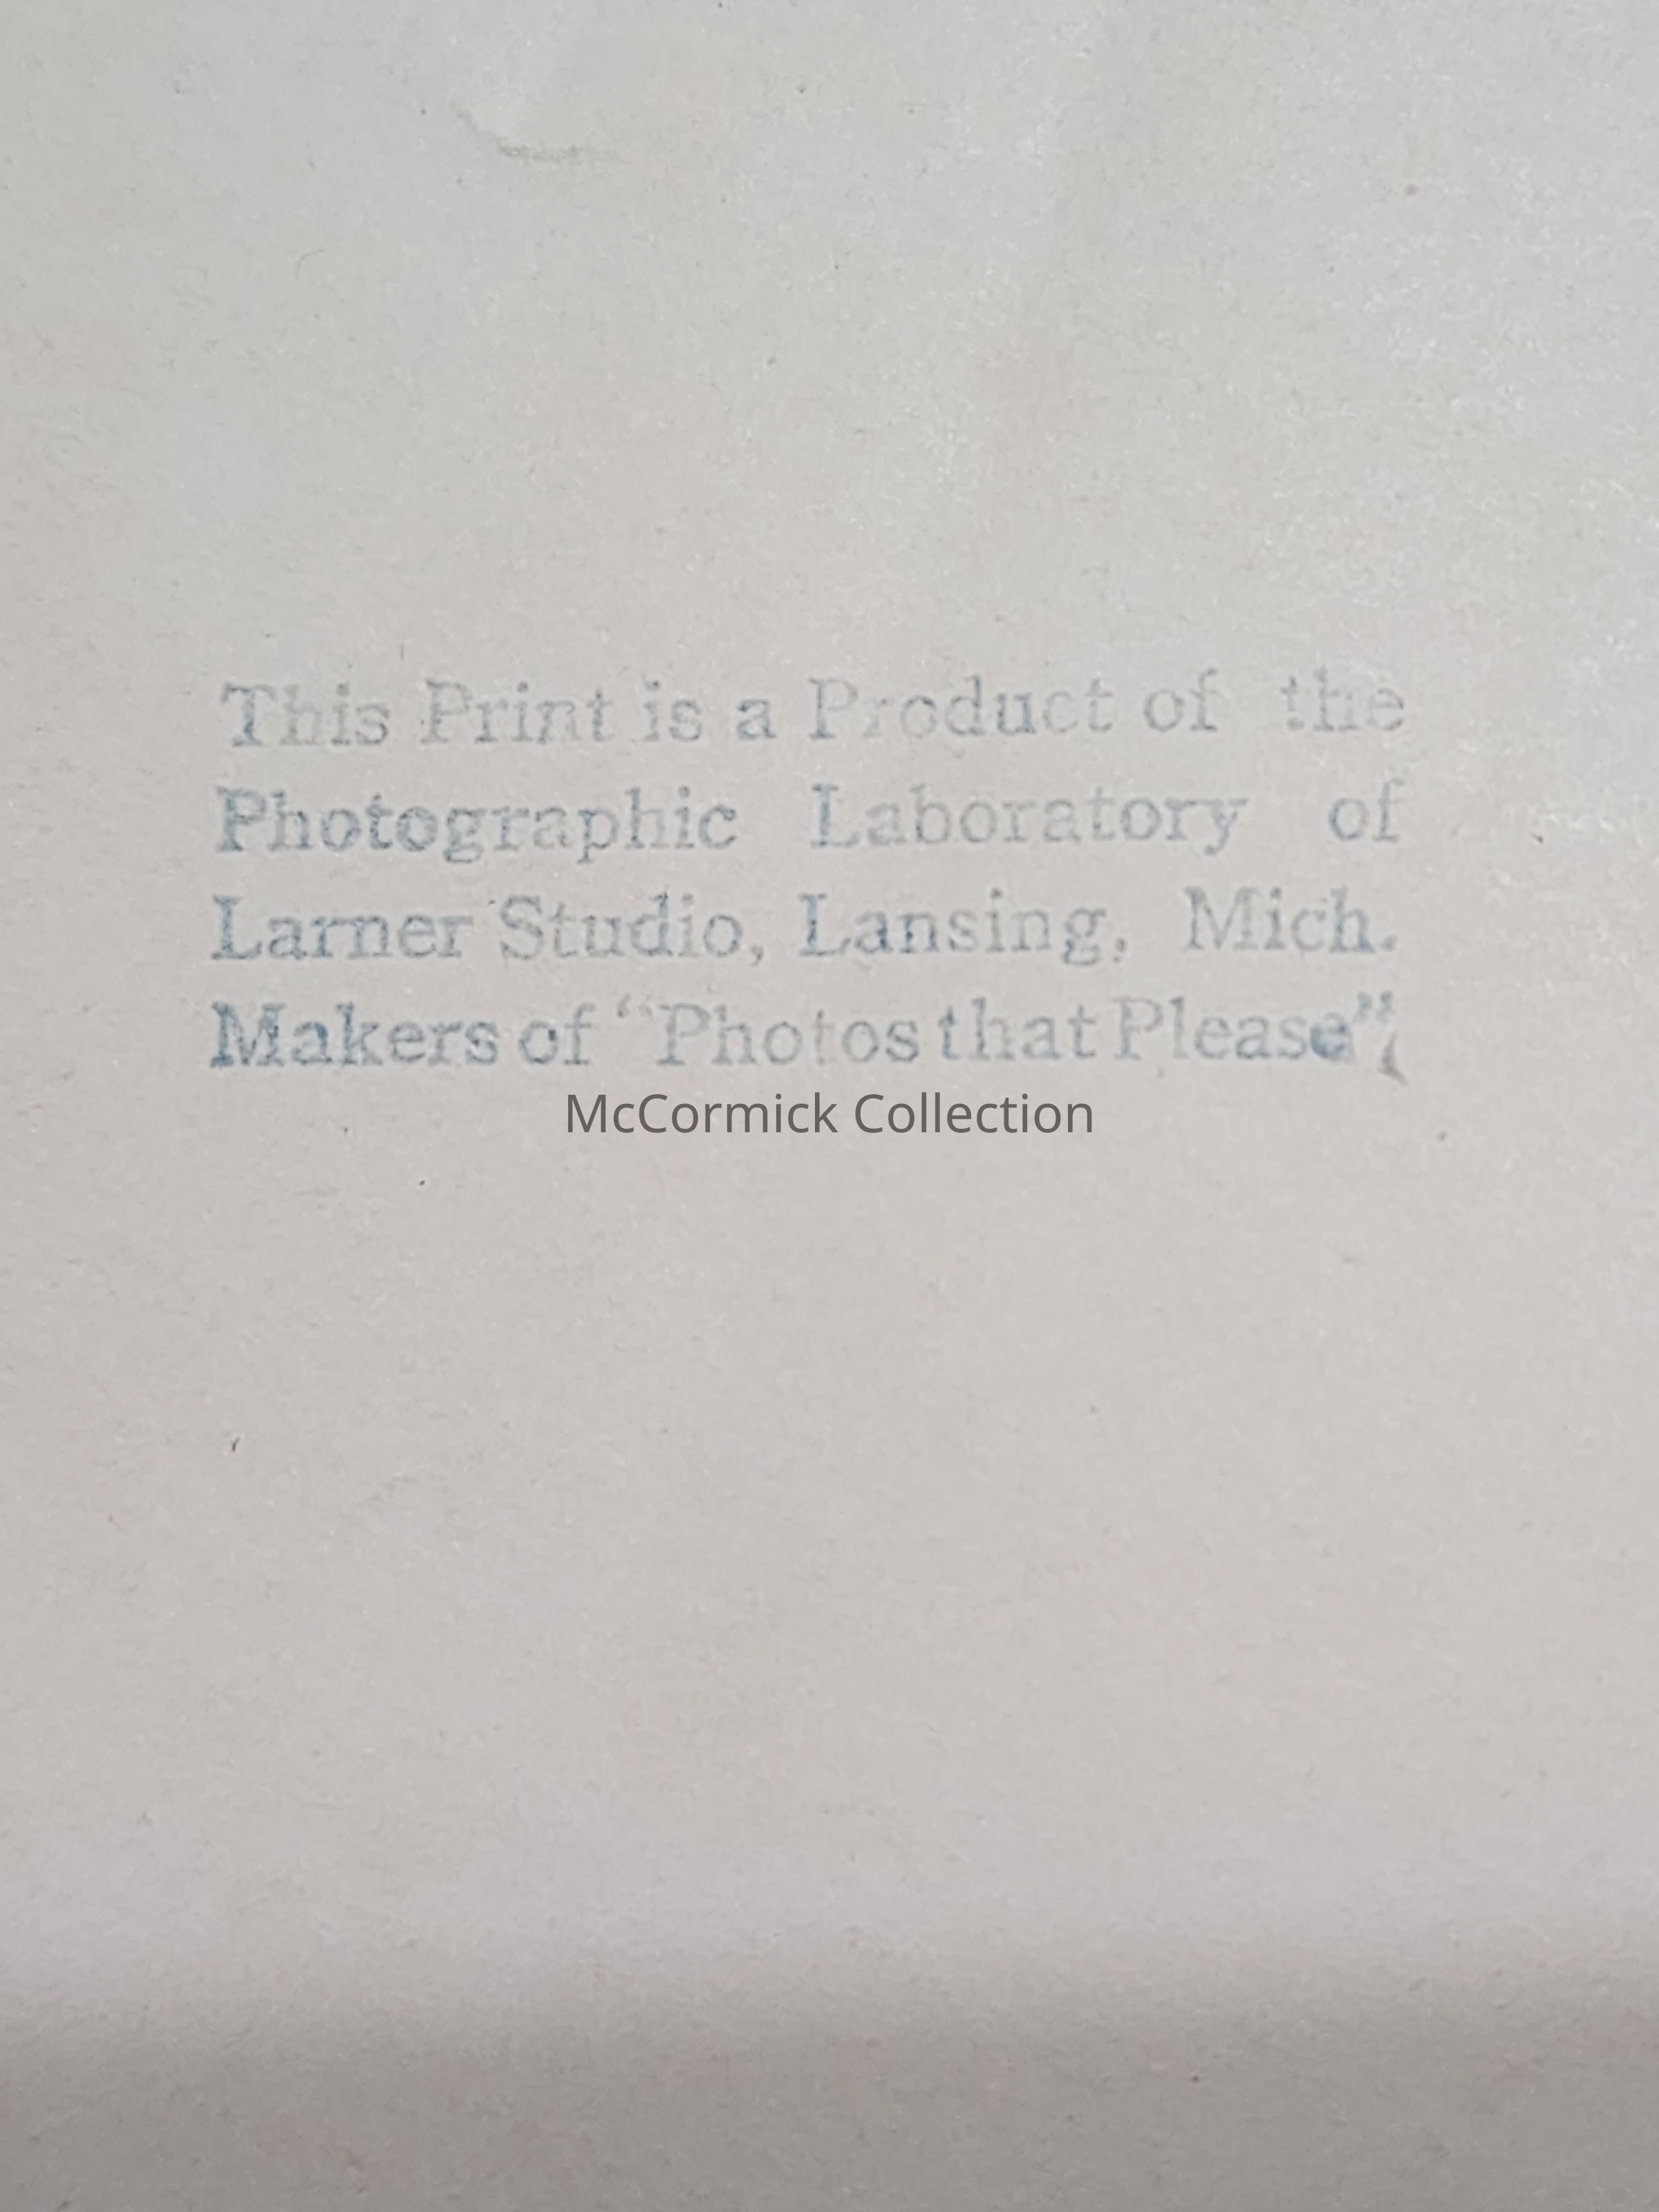 This Print is a Product of the
Photographic Laboratory of
Larner Studio, Lansing, Mich.
Makers of "Photos that Please"
McCormick Collection